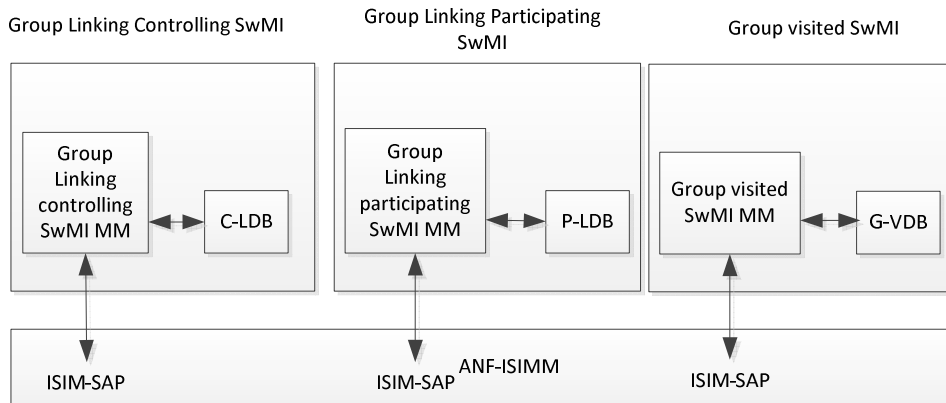 Group Linking Controlling SwMI
Group Linking Participating
SwMI
Group visited SwMI
Group
Linking
controlling
SwMI MM
C-LDB
Group
Linking
participating
SwMI MM
P-LDB
Group visited
SwMI MM
G-VDB
ANF-ISIMM
ISIM-SAP
ISIM-SAP
ISIM-SAP